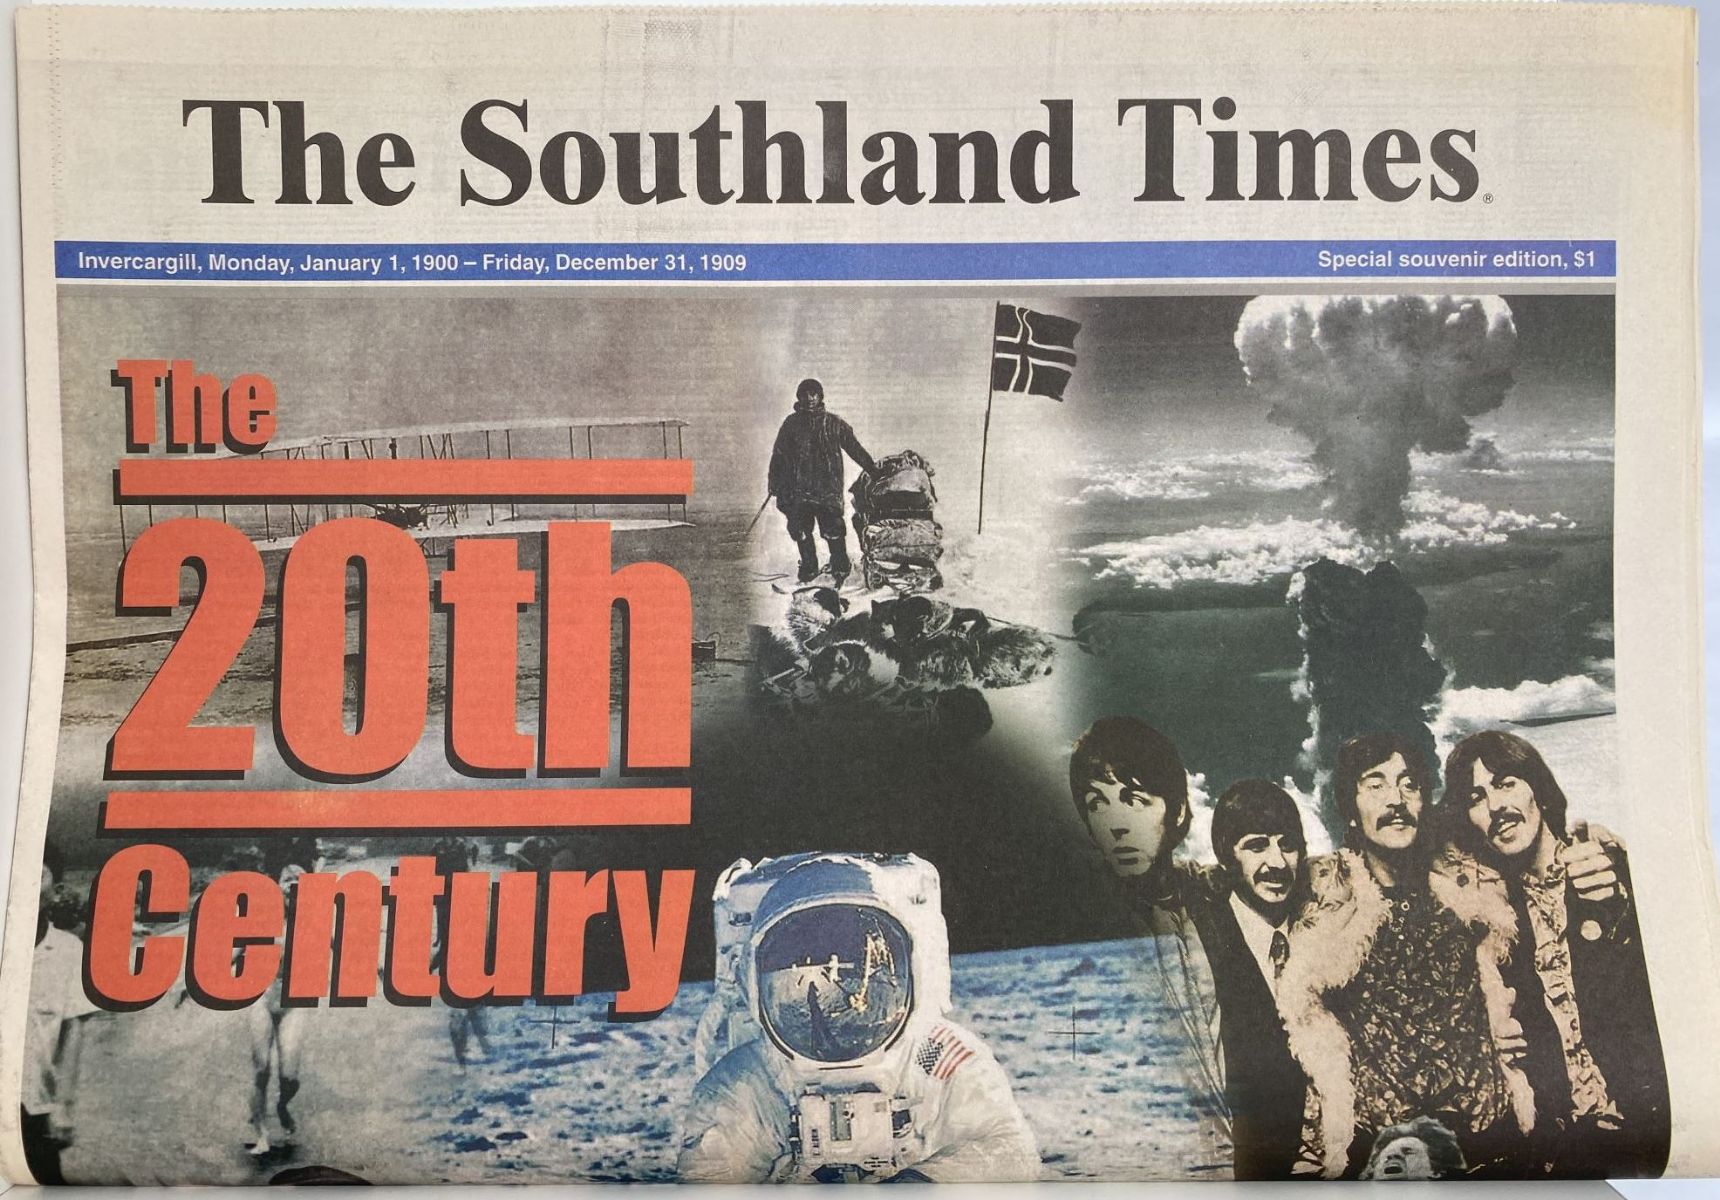 The Southland Times®
Invercargill, Monday, January 1, 1900 – Friday, December 31, 1909
Special souvenir edition, $1
The
20th
Century